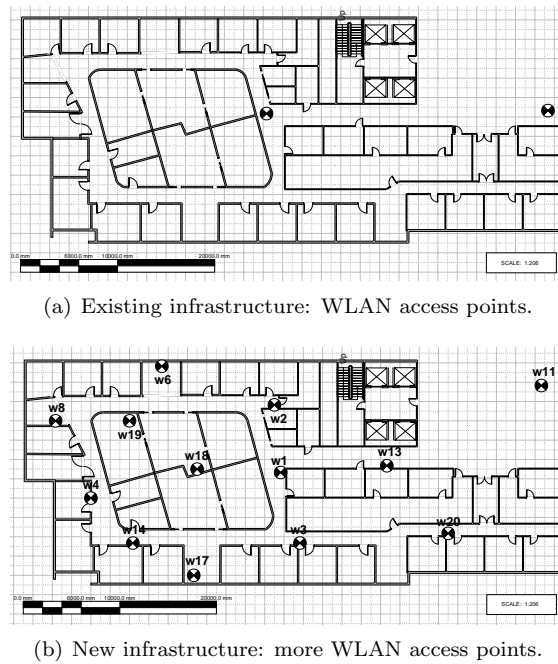 Up
0.0 mm 6000.0 mm 10000.0 mm 20000.0 mm
SCALE: 1:206
(a) Existing infrastructure: WLAN access points.
Up
w6
w11
w8
w2
w19
w18
w1
w13
w4
w14
w3
w20
w17
0.0 mm 6000.0 mm 10000.0 mm 20000.0 mm
SCALE: 1:206
(b) New infrastructure: more WLAN access points.